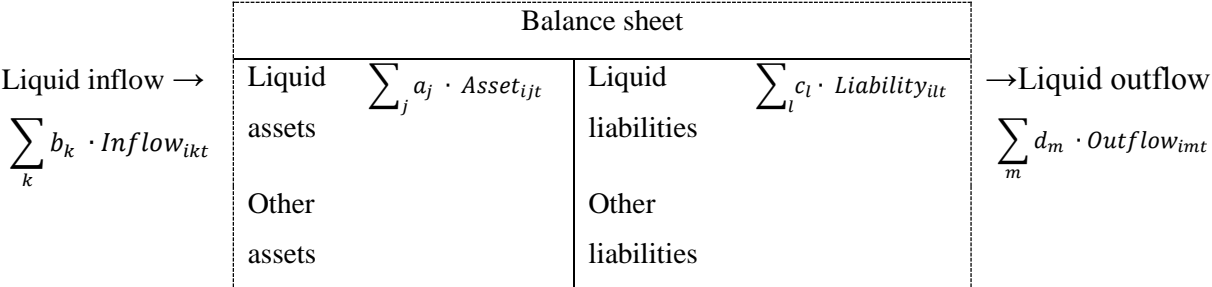 Balance sheet
Liquid inflow → Liquid ∑_j a_j · Asset_ijt Liquid ∑_l c_l · Liability_ilt →Liquid outflow
∑_k b_k · Inflow_ikt assets liabilities ∑_m d_m · Outflow_imt
Other Other
assets liabilities